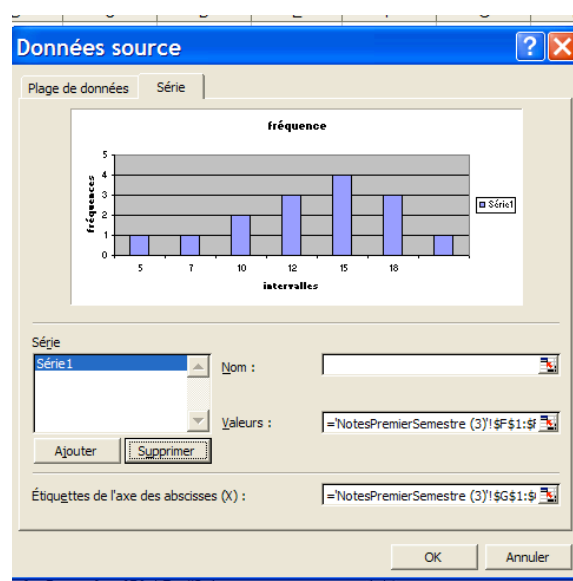 Données source
Plage de données Série
fréquence
5
4
3
2
1
0
fréquences
5 7 10 12 15 18
intervalles
Série1
Série
Série1
Nom :
Valeurs : ='NotesPremierSemestre (3)'!$F$1:$F
Ajouter Supprimer
Étiquettes de l'axe des abscisses (X) : ='NotesPremierSemestre (3)'!$G$1:$
OK Annuler